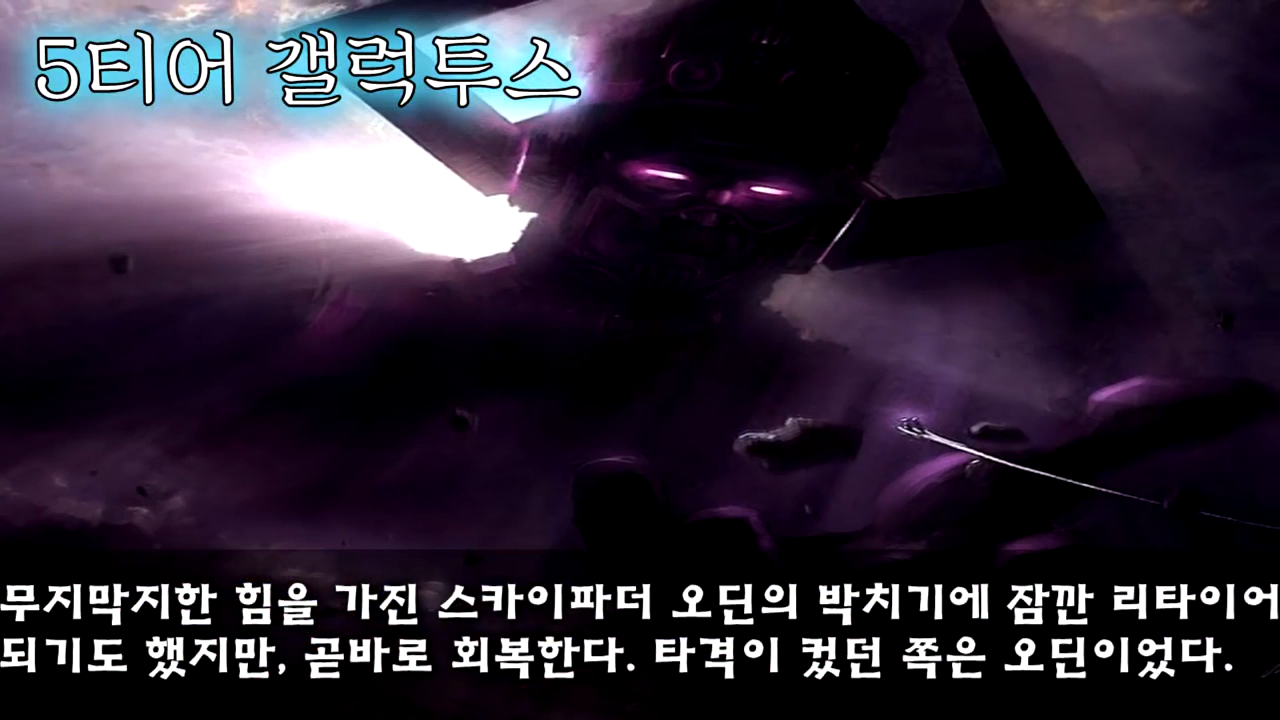 5티어 갤럭투스
무지막지한 힘을 가진 스카이파더 오딘의 박치기에 잠깐 리타이어
되기도 했지만, 곧바로 회복한다. 타격이 컸던 쪽은 오딘이었다.